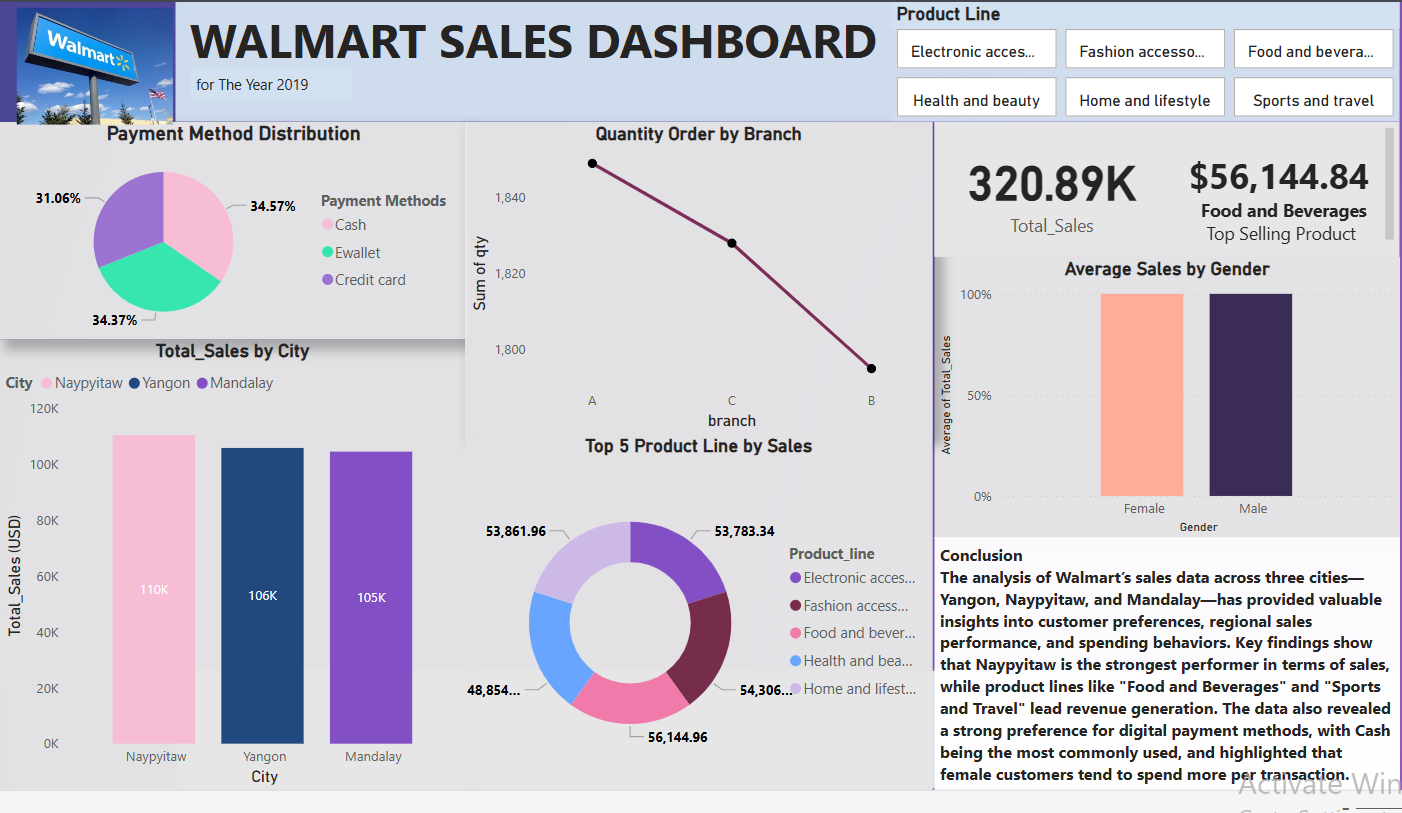 Walmart
WALMART SALES DASHBOARD
for The Year 2019
Product Line
Electronic acces...
Fashion accesso...
Food and bevera...
Health and beauty
Home and lifestyle
Sports and travel
Payment Method Distribution
31.06%
34.57%
34.37%
Payment Methods
Cash
Ewallet
Credit card
Quantity Order by Branch
Sum of qty
1,840
1,820
1,800
A
C
B
branch
320.89K
Total_Sales
$56,144.84
Food and Beverages
Top Selling Product
Total_Sales by City
City
Naypyitaw
Yangon
Mandalay
Total_Sales (USD)
120K
100K
80K
60K
40K
20K
0K
110K
106K
105K
Naypyitaw
Yangon
Mandalay
City
Top 5 Product Line by Sales
53,861.96
53,783.34
48,854...
54,306...
56,144.96
Product_line
Electronic acces...
Fashion access...
Food and bever...
Health and bea...
Home and lifest...
Average Sales by Gender
Average of Total_Sales
100%
50%
0%
Female
Male
Gender
Conclusion
The analysis of Walmart's sales data across three cities—
Yangon, Naypyitaw, and Mandalay—has provided valuable
insights into customer preferences, regional sales
performance, and spending behaviors. Key findings show
that Naypyitaw is the strongest performer in terms of sales,
while product lines like "Food and Beverages" and "Sports
and Travel" lead revenue generation. The data also revealed
a strong preference for digital payment methods, with Cash
being the most commonly used, and highlighted that
female customers tend to spend more per transaction.
Activate Win